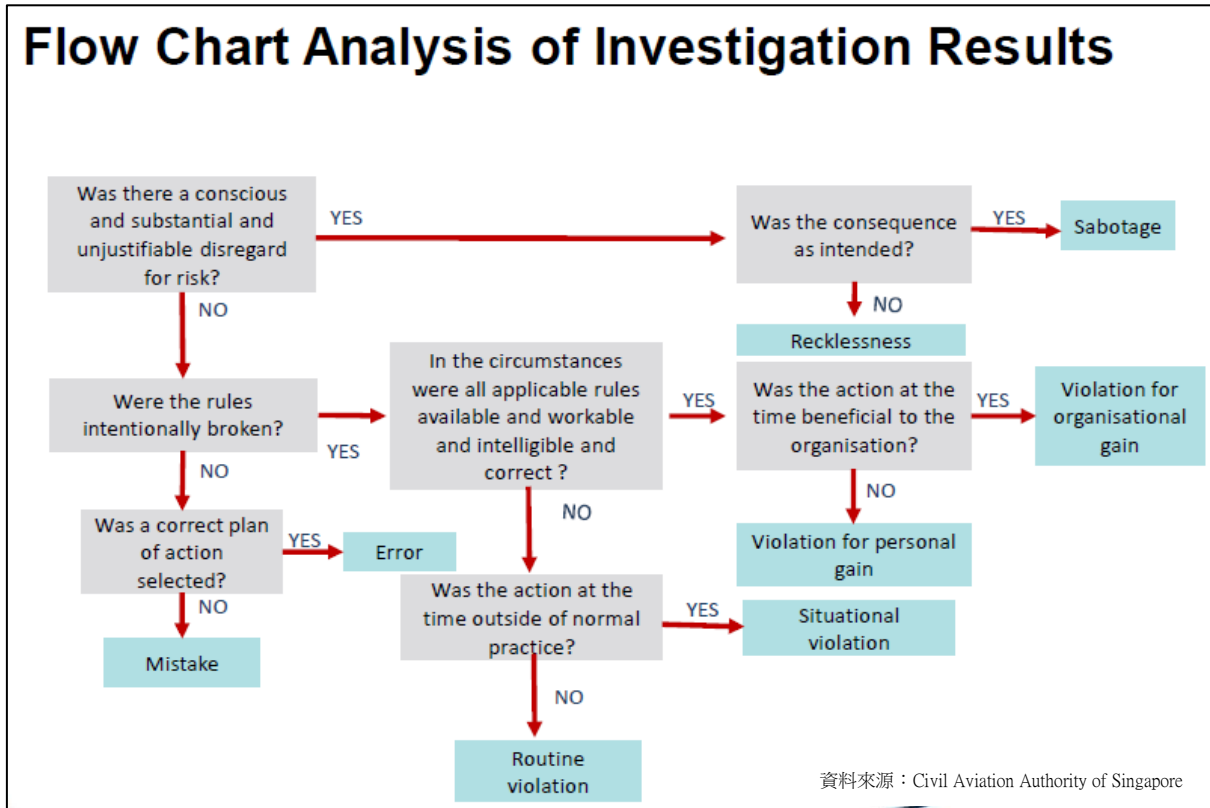 Flow Chart Analysis of Investigation Results
Was there a conscious
and substantial and
unjustifiable disregard
for risk?
YES
Was the consequence
as intended?
YES
Sabotage
NO
NO
Recklessness
Were the rules
intentionally broken?
YES
In the circumstances
were all applicable rules
available and workable
and intelligible and
correct ?
YES
Was the action at the
time beneficial to the
organisation?
YES
Violation for
organisational
gain
NO
NO
NO
Was a correct plan
of action
selected?
YES
Error
Violation for personal
gain
NO
Mistake
Was the action at the
time outside of normal
practice?
YES
Situational
violation
NO
Routine
violation
資料來源：Civil Aviation Authority of Singapore